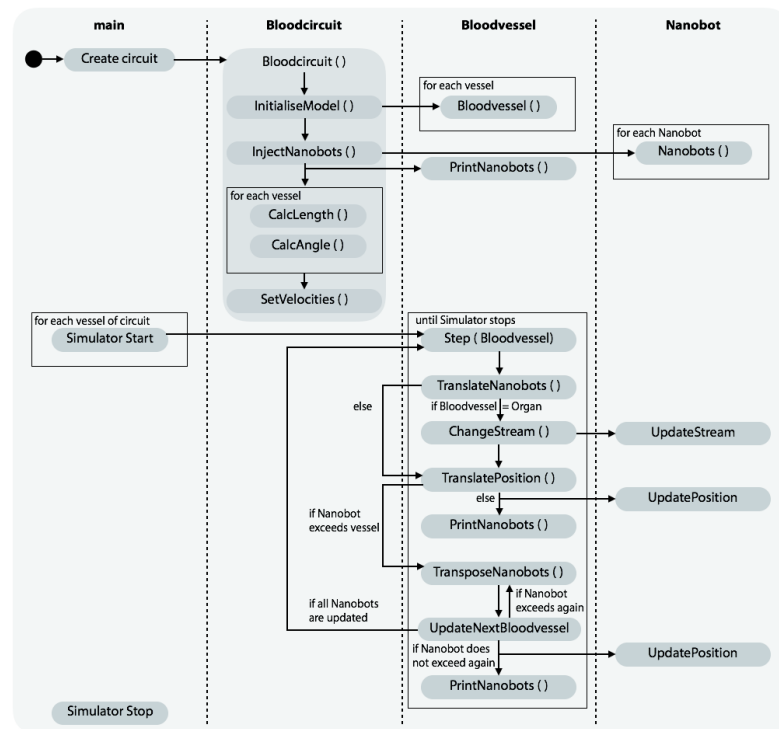 main
Bloodcircuit
Bloodvessel
Nanobot
Create circuit
Bloodcircuit ( )
for each vessel
InitialiseModel ( )
Bloodvessel ( )
for each Nanobot
InjectNanobots ( )
Nanobots ( )
PrintNanobots ( )
for each vessel
CalcLength ( )
CalcAngle ( )
SetVelocities ( )
for each vessel of circuit
until Simulator stops
Simulator Start
Step ( Bloodvessel)
TranslateNanobots ( )
else
if Bloodvessel = Organ
ChangeStream ( )
UpdateStream
TranslatePosition ( )
else
UpdatePosition
if Nanobot
exceeds vessel
PrintNanobots ( )
TransposeNanobots ( )
if Nanobot
exceeds again
if all Nanobots
are updated
UpdateNextBloodvessel
if Nanobot does
not exceed again
UpdatePosition
PrintNanobots ( )
Simulator Stop